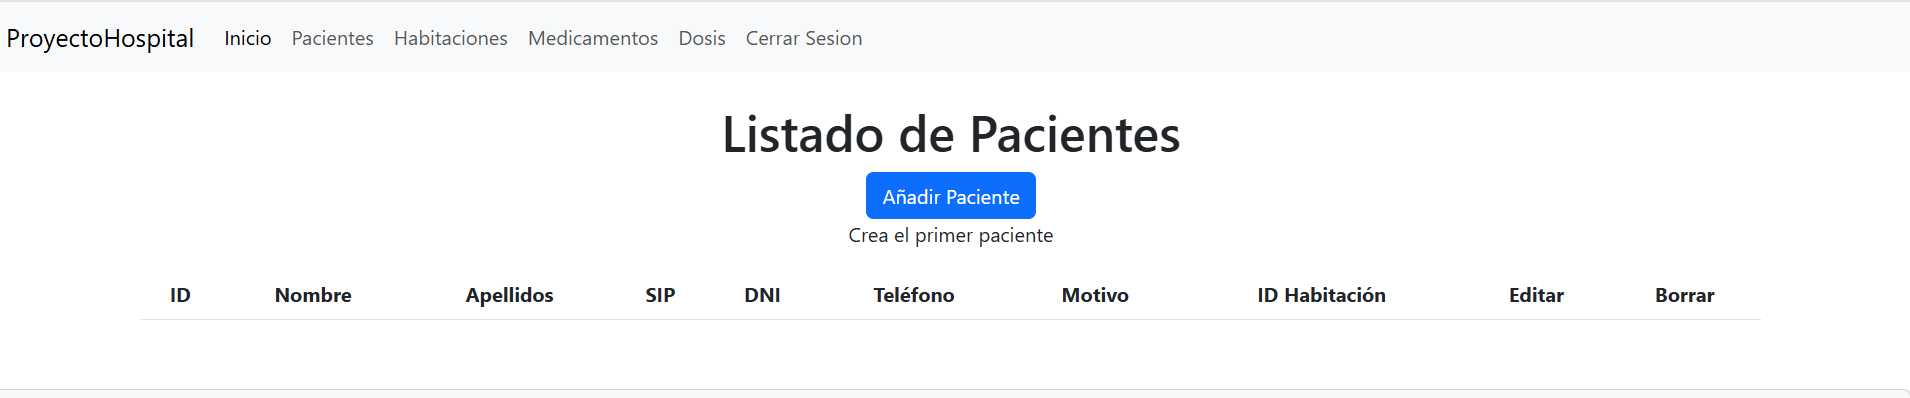 ProyectoHospital Inicio Pacientes Habitaciones Medicamentos Dosis Cerrar Sesion
Listado de Pacientes
Añadir Paciente
Crea el primer paciente
ID Nombre Apellidos SIP DNI Teléfono Motivo ID Habitación Editar Borrar